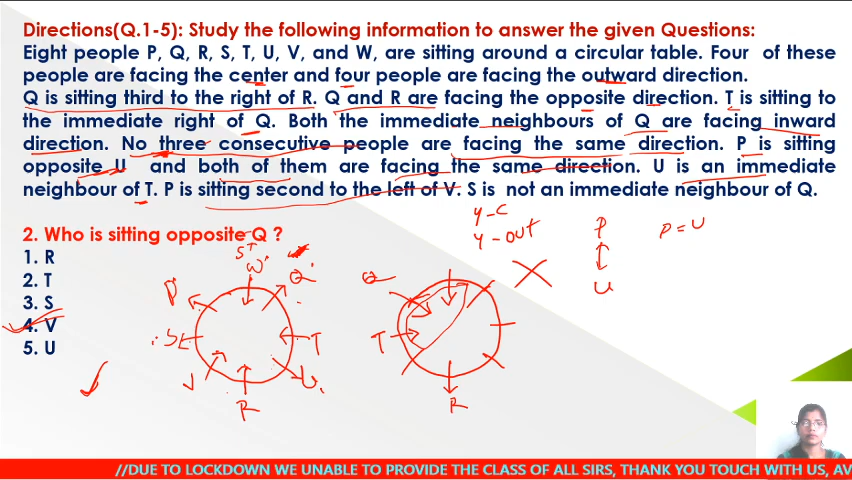 Directions(Q.1-5): Study the following information to answer the given Questions:
Eight people P, Q, R, S, T, U, V, and W, are sitting around a circular table. Four of these
people are facing the center and four people are facing the outward direction.
Q is sitting third to the right of R. Q and R are facing the opposite direction. T is sitting to
the immediate right of Q. Both the immediate neighbours of Q are facing inward
direction. No three consecutive people are facing the same direction. P is sitting
opposite U and both of them are facing the same direction. U is an immediate
neighbour of T. P is sitting second to the left of V. S is not an immediate neighbour of Q.
4-C
4-OUT
P
U
P=U
2. Who is sitting opposite Q ?
1. R
2. T
3. S
4. V
5. U
S T
W
P
Q
S
T
V
U
R
Q
T
R
//DUE TO LOCKDOWN WE UNABLE TO PROVIDE THE CLASS OF ALL SIRS, THANK YOU TOUCH WITH US, AV